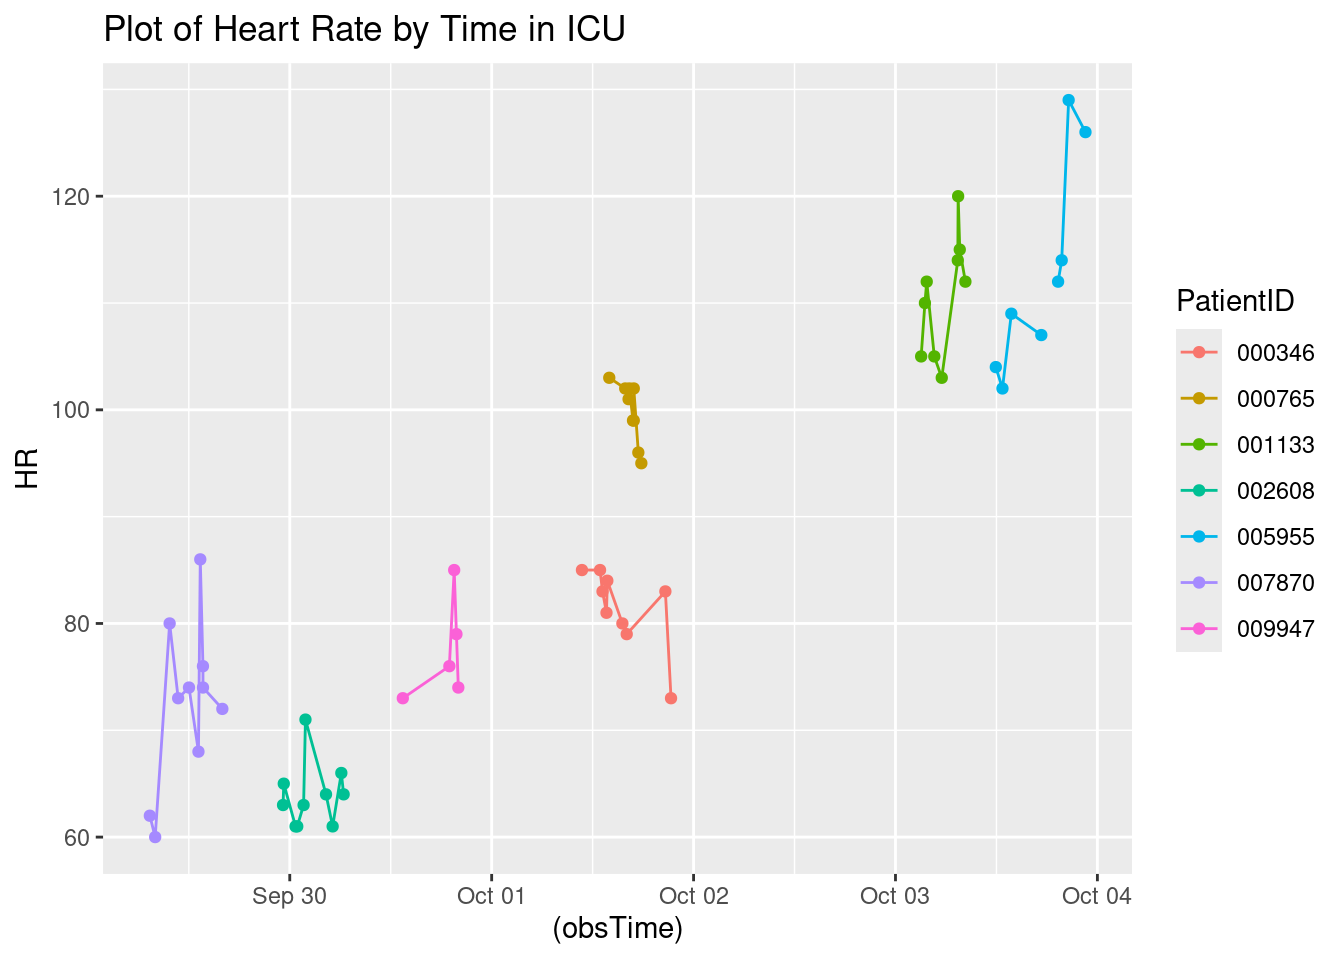 Plot of Heart Rate by Time in ICU
HR
120
100
80
60
Sep 30 Oct 01 Oct 02 Oct 03 Oct 04
(obsTime)
PatientID
000346
000765
001133
002608
005955
007870
009947